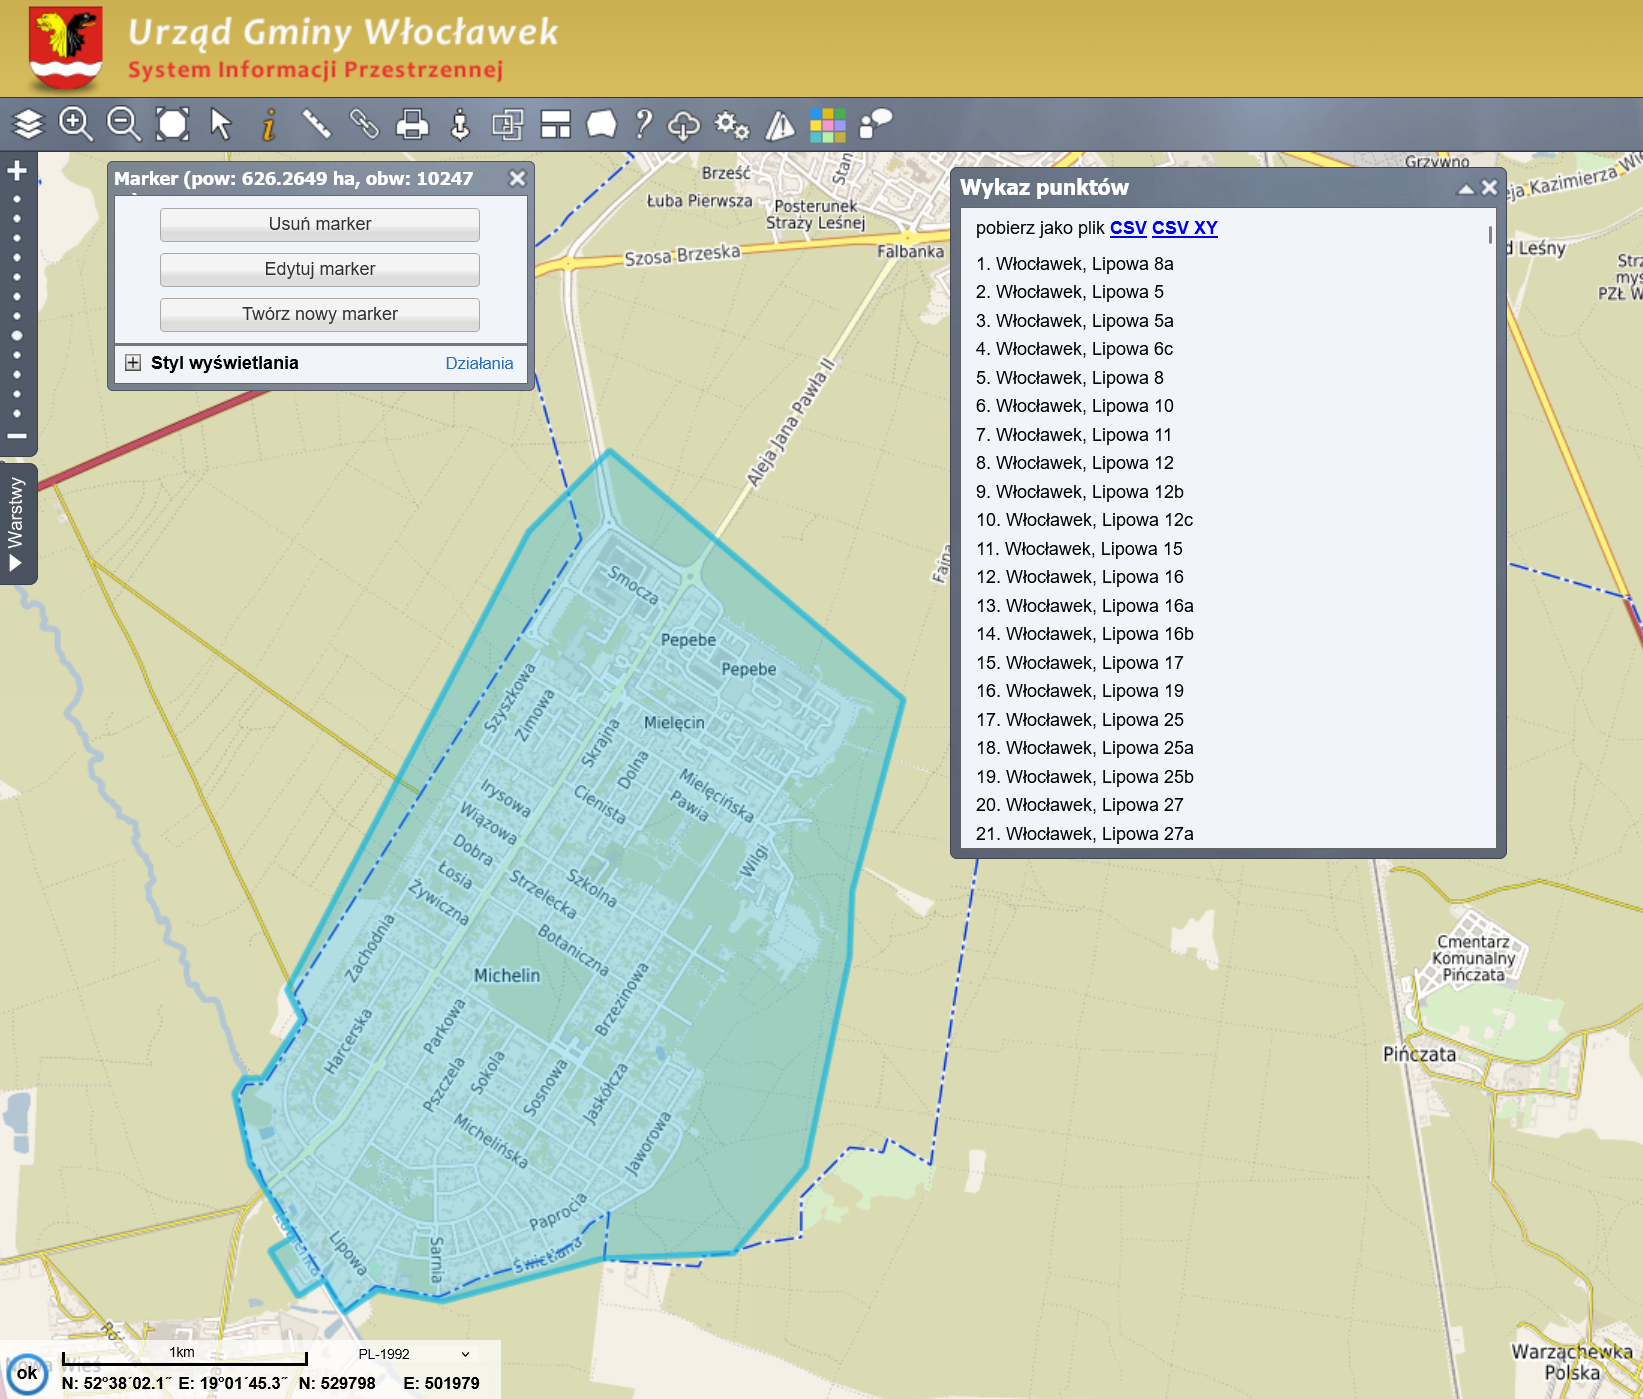 Urząd Gminy Włocławek
System Informacji Przestrzennej
Marker (pow: 626.2649 ha, obw: 10247
Usuń marker
Edytuj marker
Twórz nowy marker
Styl wyświetlania
Działania
Warstwy
Wykaz punktów
pobierz jako plik CSV CSV XY
1. Włocławek, Lipowa 8a
2. Włocławek, Lipowa 5
3. Włocławek, Lipowa 5a
4. Włocławek, Lipowa 6c
5. Włocławek, Lipowa 8
6. Włocławek, Lipowa 10
7. Włocławek, Lipowa 11
8. Włocławek, Lipowa 12
9. Włocławek, Lipowa 12b
10. Włocławek, Lipowa 12c
11. Włocławek, Lipowa 15
12. Włocławek, Lipowa 16
13. Włocławek, Lipowa 16a
14. Włocławek, Lipowa 16b
15. Włocławek, Lipowa 17
16. Włocławek, Lipowa 19
17. Włocławek, Lipowa 25
18. Włocławek, Lipowa 25a
19. Włocławek, Lipowa 25b
20. Włocławek, Lipowa 27
21. Włocławek, Lipowa 27a
Brześć
Stan
Łuba Pierwsza
Posterunek
Straży Leśnej
Szosa Brzeska
Falbanka
Grzywno
eja Kazimierza Wi
d Leśny
Strz
mys
PZŁ W
Aleja Jana Pawła II
Fajna
Smocza
Pepebe
Pepebe
Szyszkowa
Zimowa
Mielęcin
Skrajna
Dolna
Mielęcińska
Pawia
Irysowa
Cienista
Wiązowa
Dobra
Wilgi
Łosia
Strzelecka
Szkolna
Żywiczna
Zachodnia
Botaniczna
Michelin
Brzezinowa
Harcerska
Parkowa
Pszczela
Sokola
Sosnowa
Jaskółcza
Michelińska
Jaworowa
Paprocia
Lipowa
Sarnia
Świetlana
Cmentarz
Komunalny
Pińczata
Pińczata
Warząchewka
Polska
1km
PL-1992
ok
N: 52°38´02.1˝ E: 19°01´45.3˝ N: 529798 E: 501979